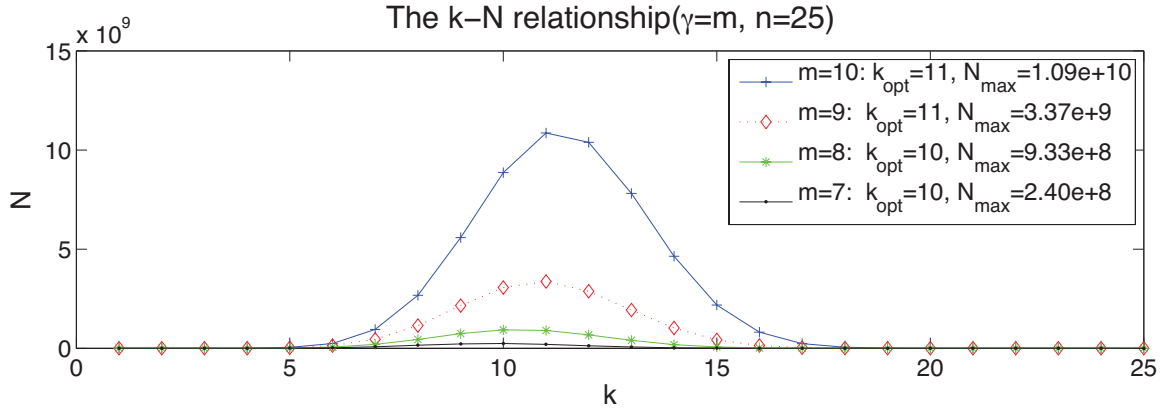 The k−N relationship(γ=m, n=25)
x 10^9
15
10
5
0
N
0 5 10 15 20 25
k
m=10: k_opt=11, N_max=1.09e+10
m=9: k_opt=11, N_max=3.37e+9
m=8: k_opt=10, N_max=9.33e+8
m=7: k_opt=10, N_max=2.40e+8